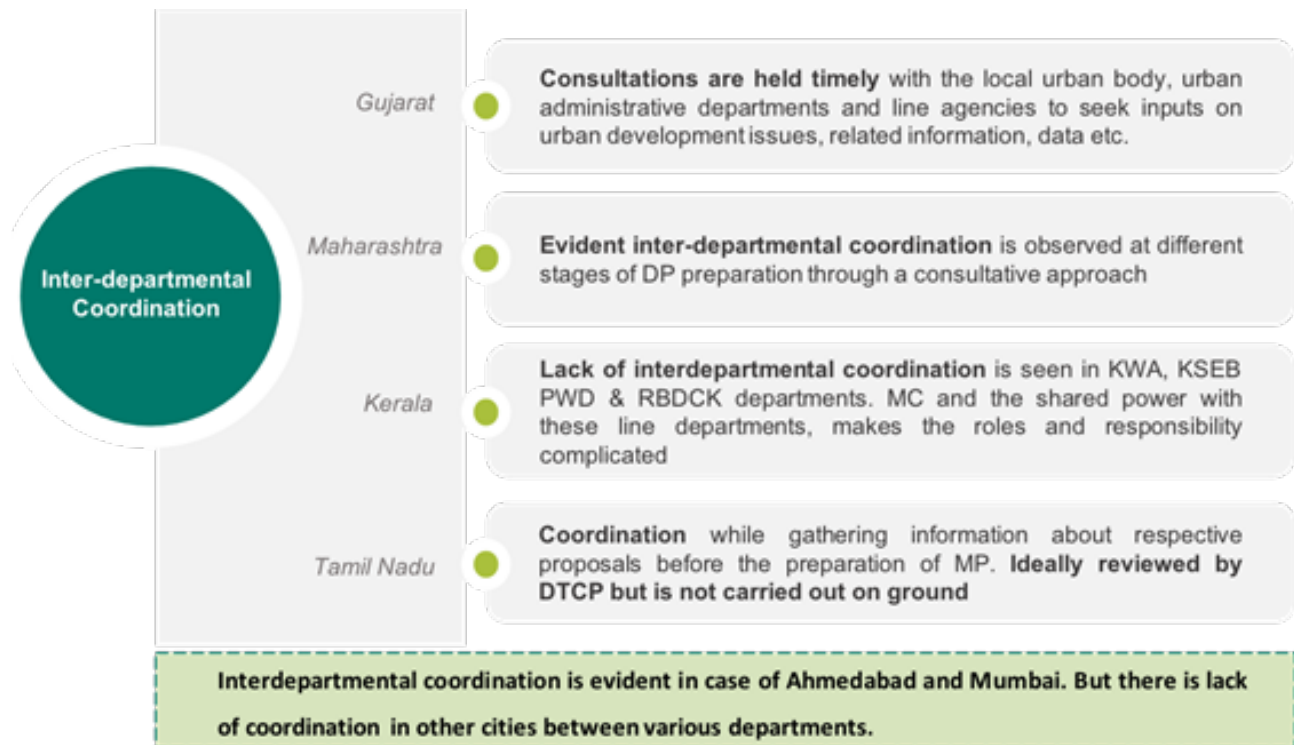 Inter-departmental
Coordination
Gujarat
Consultations are held timely with the local urban body, urban
administrative departments and line agencies to seek inputs on
urban development issues, related information, data etc.
Maharashtra
Evident inter-departmental coordination is observed at different
stages of DP preparation through a consultative approach
Kerala
Lack of interdepartmental coordination is seen in KWA, KSEB
PWD & RBDCK departments. MC and the shared power with
these line departments, makes the roles and responsibility
complicated
Tamil Nadu
Coordination while gathering information about respective
proposals before the preparation of MP. Ideally reviewed by
DTCP but is not carried out on ground
Interdepartmental coordination is evident in case of Ahmedabad and Mumbai. But there is lack
of coordination in other cities between various departments.